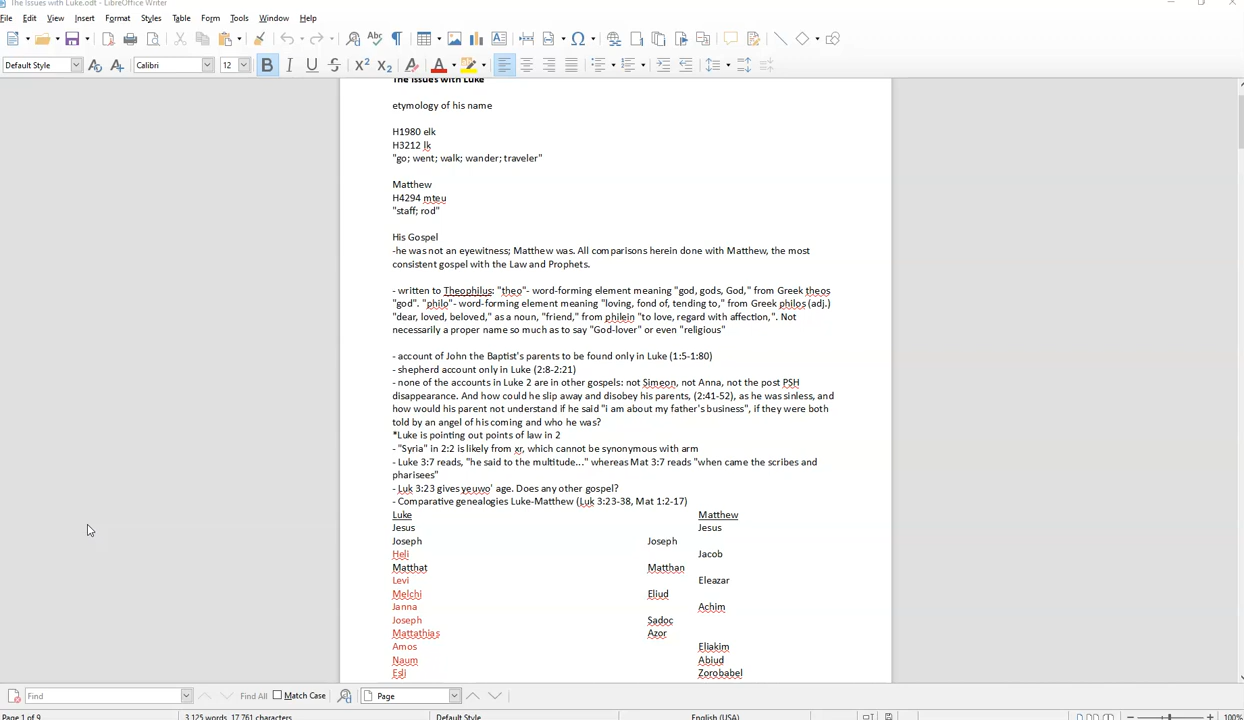 The Issues with Luke.odt - LibreOffice Writer
File Edit View Insert Format Styles Table Form Tools Window Help
Default Style Calibri 12
The Issues with Luke
etymology of his name
H1980 elk
H3212 lk
"go; went; walk; wander; traveler"
Matthew
H4294 mteu
"staff; rod"
His Gospel
-he was not an eyewitness; Matthew was. All comparisons herein done with Matthew, the most
consistent gospel with the Law and Prophets.
- written to Theophilus: "theo"- word-forming element meaning "god, gods, God," from Greek theos
"god". "philo"- word-forming element meaning "loving, fond of, tending to," from Greek philos (adj.)
"dear, loved, beloved," as a noun, "friend," from philein "to love, regard with affection,". Not
necessarily a proper name so much as to say "God-lover" or even "religious"
- account of John the Baptist's parents to be found only in Luke (1:5-1:80)
- shepherd account only in Luke (2:8-2:21)
- none of the accounts in Luke 2 are in other gospels: not Simeon, not Anna, not the post PSH
disappearance. And how could he slip away and disobey his parents, (2:41-52), as he was sinless, and
how would his parent not understand if he said "i am about my father's business", if they were both
told by an angel of his coming and who he was?
*Luke is pointing out points of law in 2
- "Syria" in 2:2 is likely from xr, which cannot be synonymous with arm
- Luke 3:7 reads, "he said to the multitude..." whereas Mat 3:7 reads "when came the scribes and
pharisees"
- Luk 3:23 gives yeuwo' age. Does any other gospel?
- Comparative genealogies Luke-Matthew (Luk 3:23-38, Mat 1:2-17)
Luke Matthew
Jesus Jesus
Joseph Joseph
Heli Jacob
Matthat Matthan
Levi Eleazar
Melchi Eliud
Janna Achim
Joseph Sadoc
Mattathias Azor
Amos Eliakim
Naum Abiud
Esli Zorobabel
Find Find All Match Case Page
Page 1 of 9 3,125 words, 17,761 characters Default Style English (USA) 100%